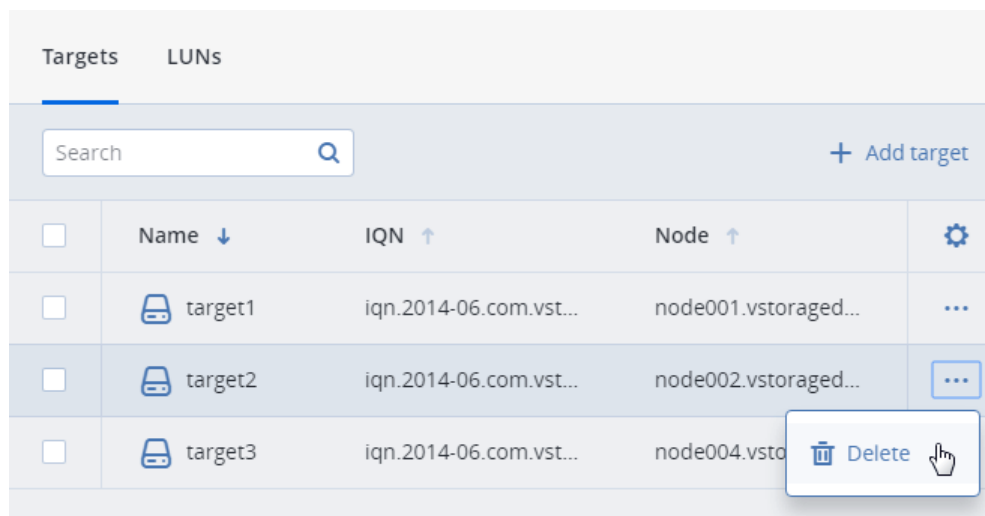 Targets LUNs
Search + Add target
Name ↓ IQN ↑ Node ↑
target1 iqn.2014-06.com.vst... node001.vstoraged... ...
target2 iqn.2014-06.com.vst... node002.vstoraged... ...
target3 iqn.2014-06.com.vst... node004.vsto
Delete